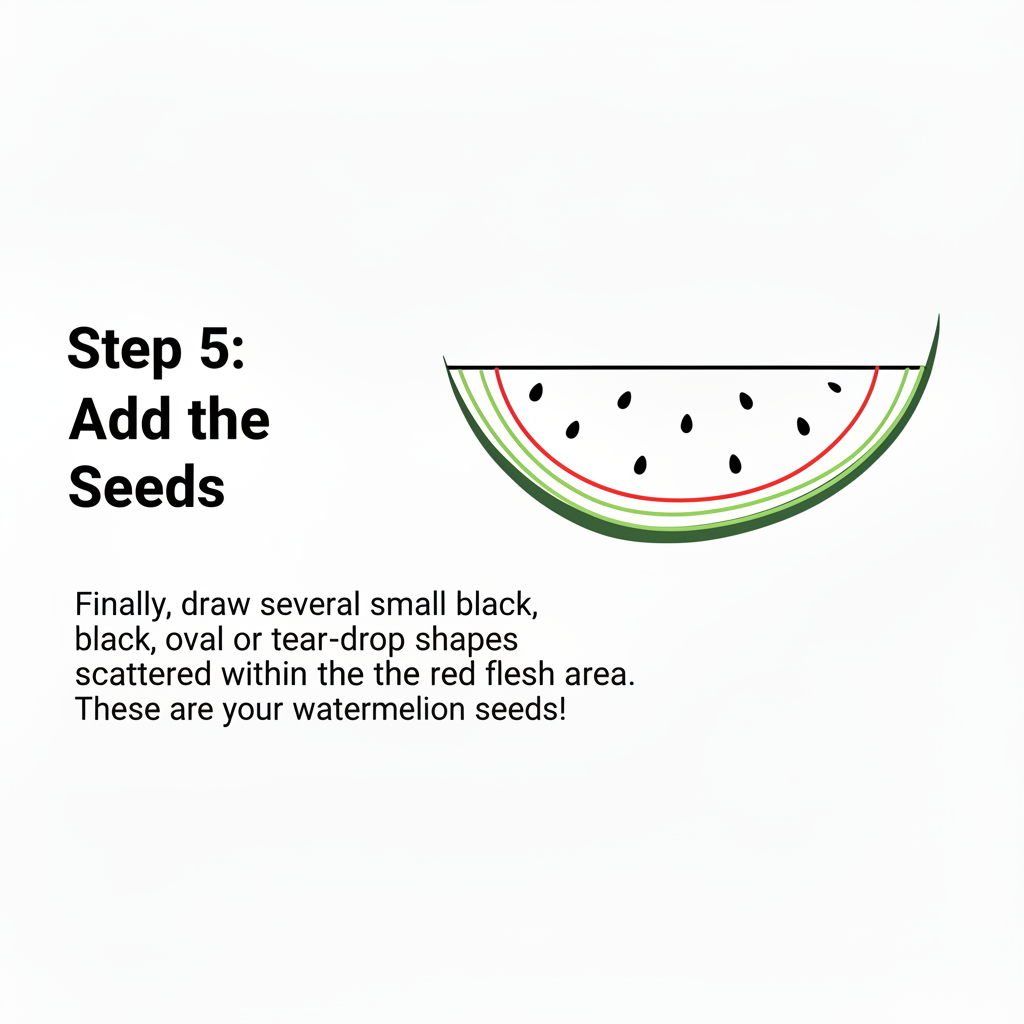 Step 5:
Add the
Seeds
Finally, draw several small black,
black, oval or tear-drop shapes
scattered within the the red flesh area.
These are your watermelion seeds!